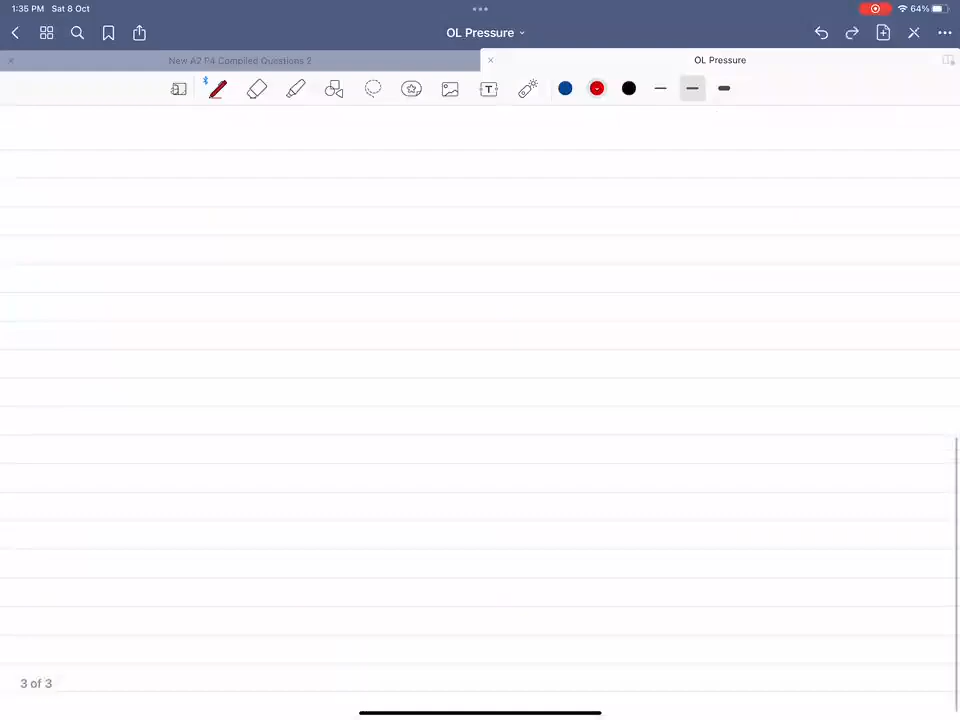 1:35 PM Sat 8 Oct
64%
OL Pressure
New A2 P4 Compiled Questions 2
OL Pressure
T
3 of 3